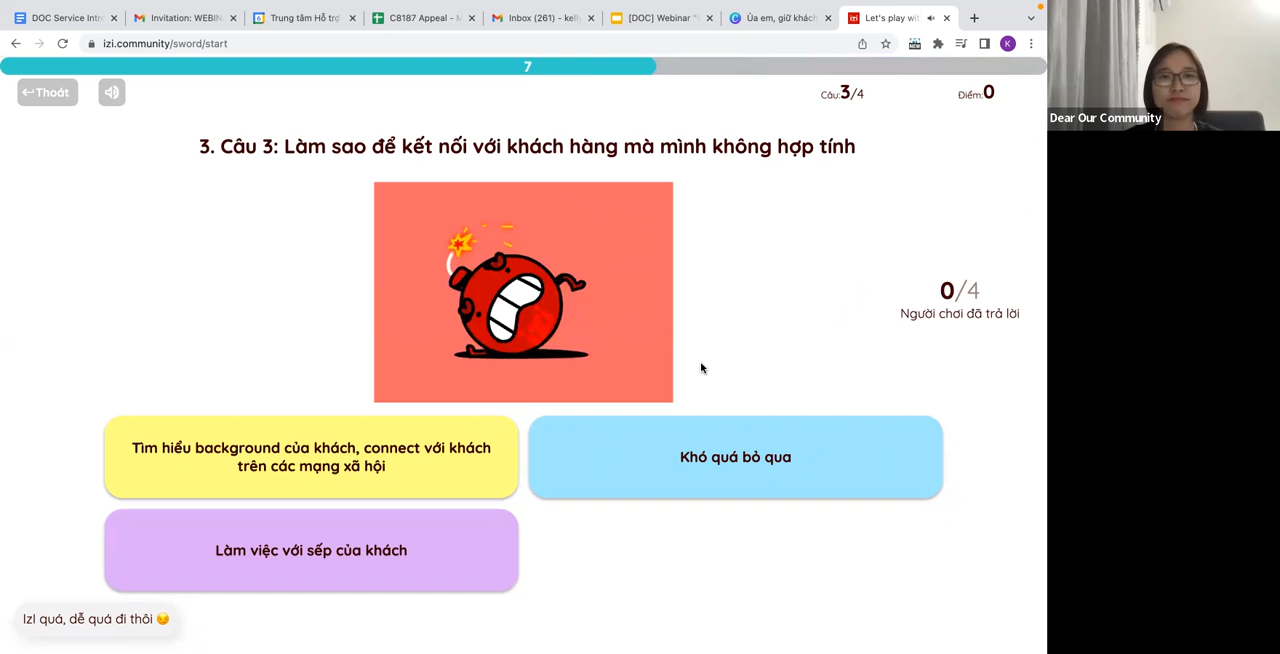 DOC Service Intro
Invitation: WEBIN
Trung tâm Hỗ trợ
C8187 Appeal - M
Inbox (261) - kell
[DOC] Webinar "
Ủa em, giữ khách
Let's play wit
izi.community/sword/start
K
7
Thoát
Câu:3/4
Điểm:0
Dear Our Community
3. Câu 3: Làm sao để kết nối với khách hàng mà mình không hợp tính
0/4
Người chơi đã trả lời
Tìm hiểu background của khách, connect với khách
trên các mạng xã hội
Khó quá bỏ qua
Làm việc với sếp của khách
IzI quá, dễ quá đi thôi 😏